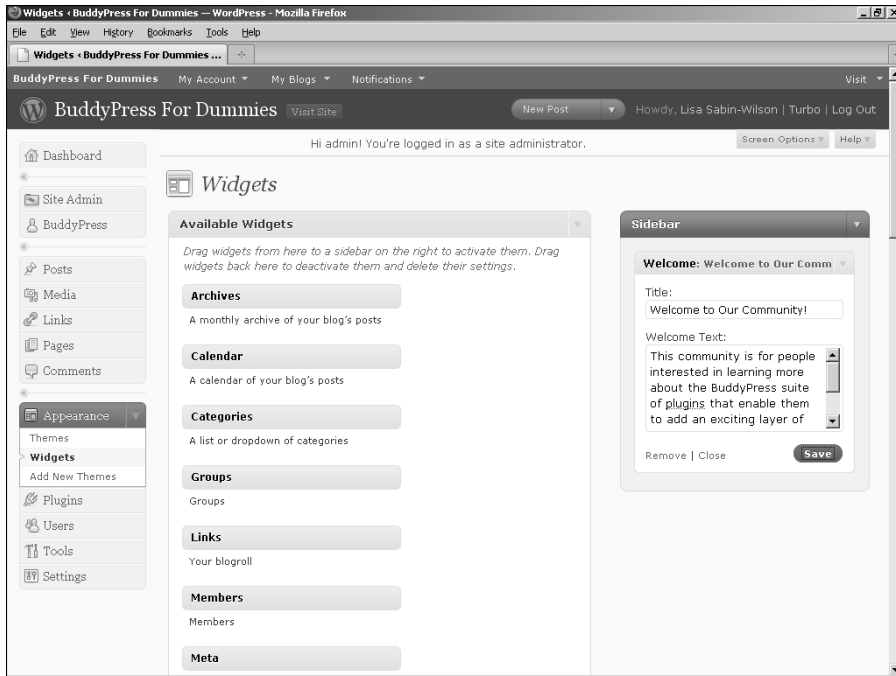 Widgets ‹ BuddyPress For Dummies — WordPress - Mozilla Firefox
File Edit View History Bookmarks Tools Help
Widgets ‹ BuddyPress For Dummies ...
BuddyPress For Dummies My Account My Blogs Notifications Visit
BuddyPress For Dummies Visit Site New Post Howdy, Lisa Sabin-Wilson | Turbo | Log Out
Hi admin! You're logged in as a site administrator. Screen Options Help
Dashboard
Site Admin
BuddyPress
Posts
Media
Links
Pages
Comments
Appearance
Themes
Widgets
Add New Themes
Plugins
Users
Tools
Settings
Widgets
Available Widgets
Drag widgets from here to a sidebar on the right to activate them. Drag
widgets back here to deactivate them and delete their settings.
Archives
A monthly archive of your blog's posts
Calendar
A calendar of your blog's posts
Categories
A list or dropdown of categories
Groups
Groups
Links
Your blogroll
Members
Members
Meta
Sidebar
Welcome: Welcome to Our Comm
Title:
Welcome to Our Community!
Welcome Text:
This community is for people
interested in learning more
about the BuddyPress suite
of plugins that enable them
to add an exciting layer of
Remove | Close Save